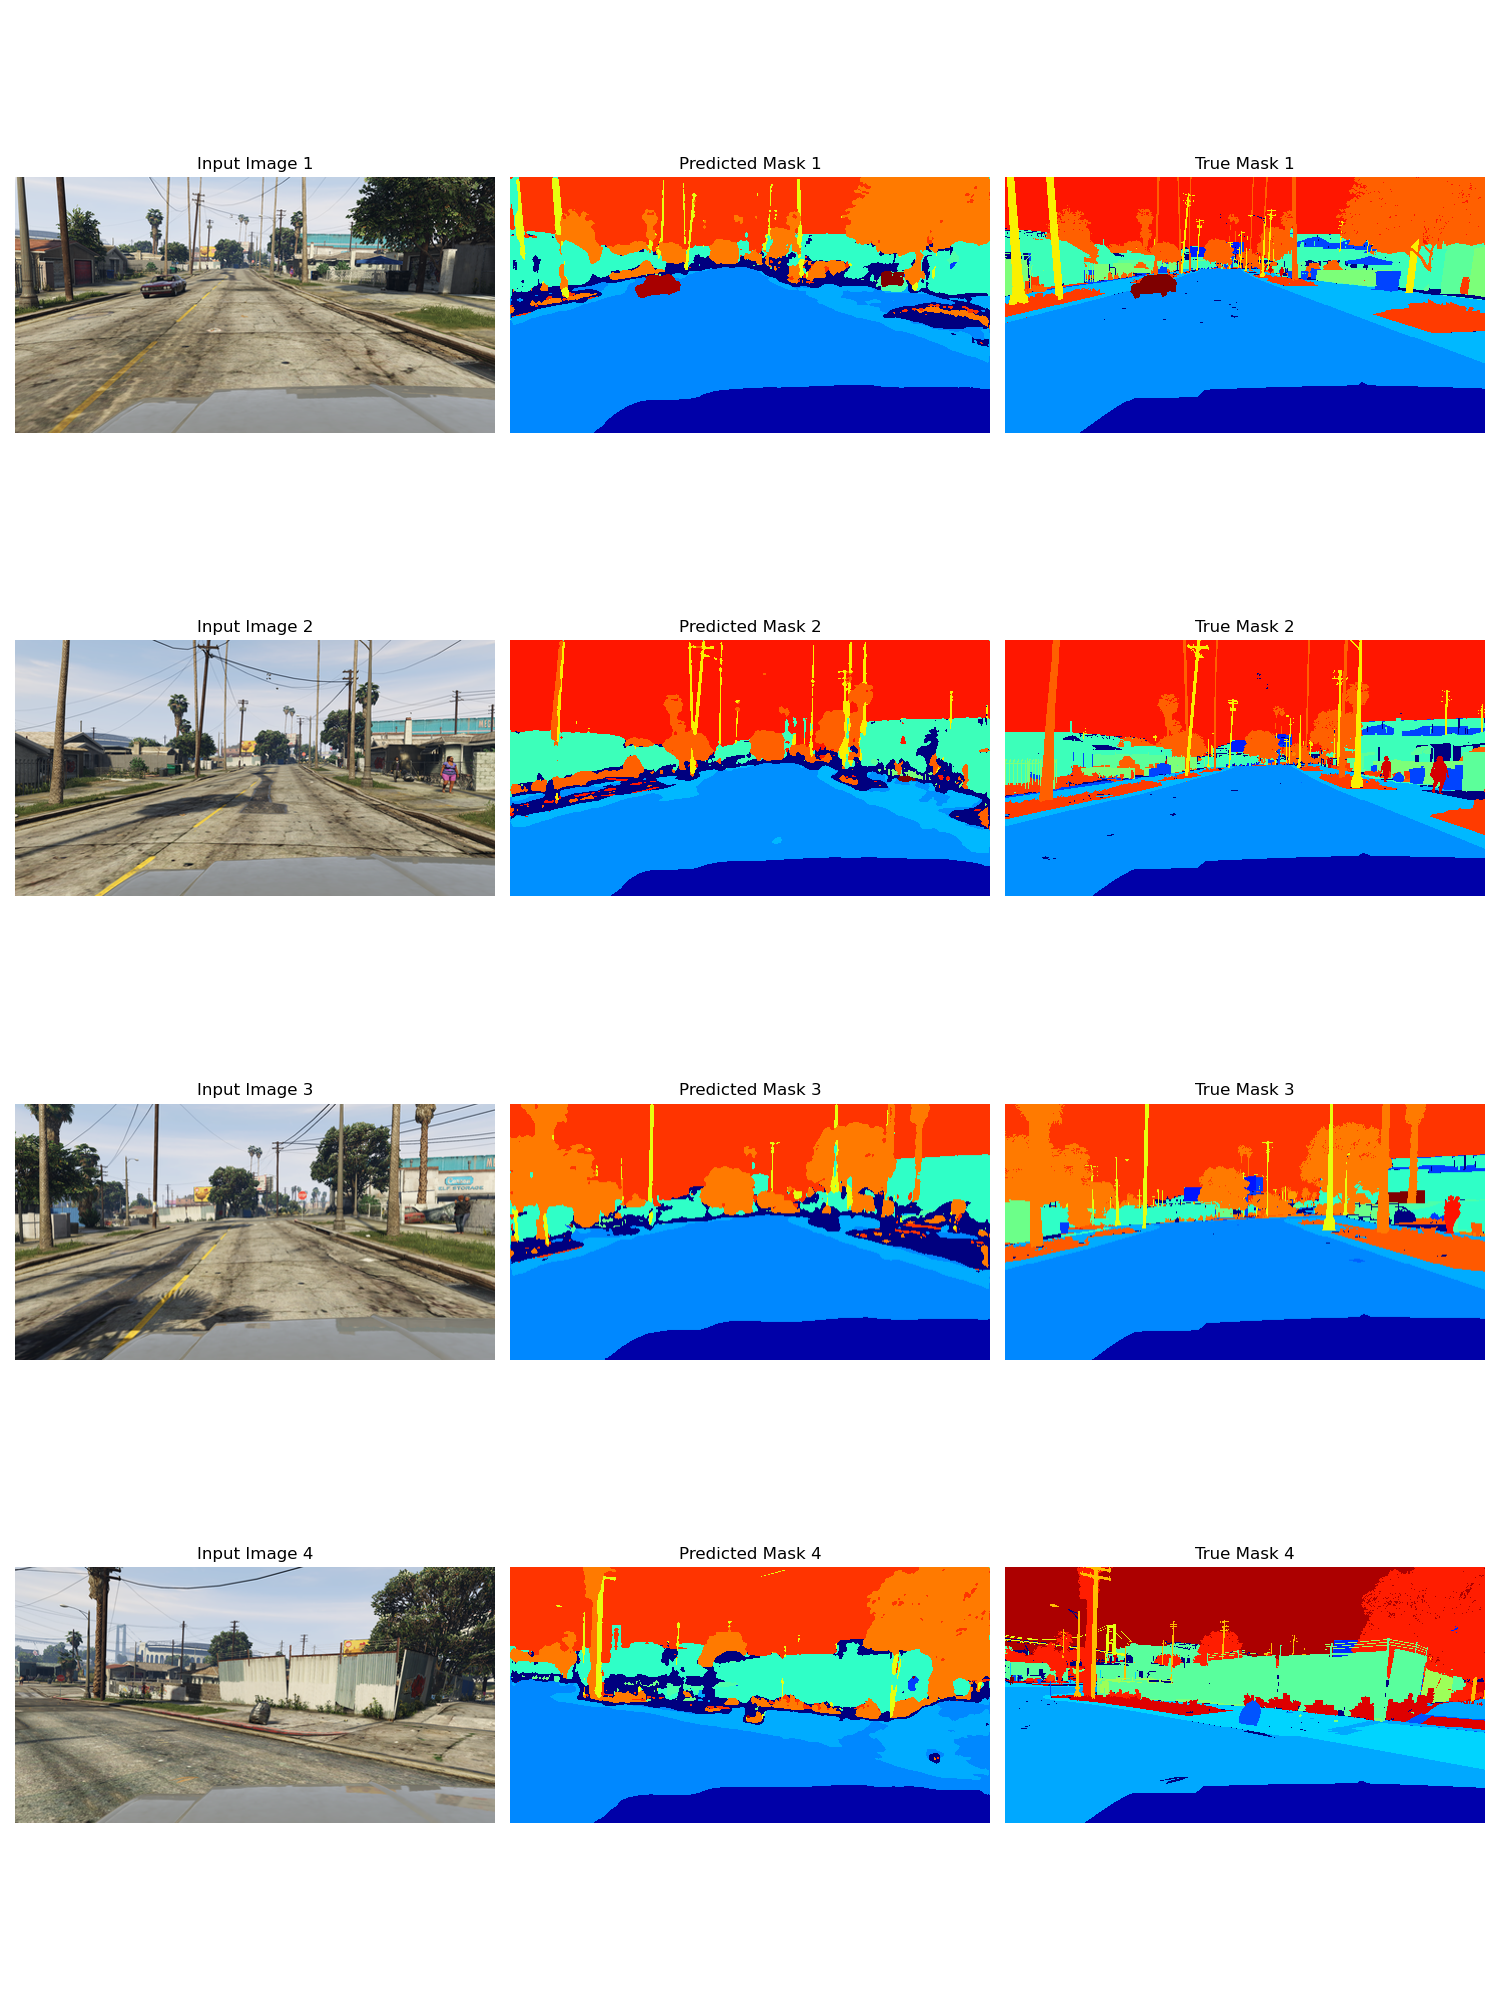 Input Image 1
Predicted Mask 1
True Mask 1
Input Image 2
Predicted Mask 2
True Mask 2
Input Image 3
Predicted Mask 3
True Mask 3
Input Image 4
Predicted Mask 4
True Mask 4